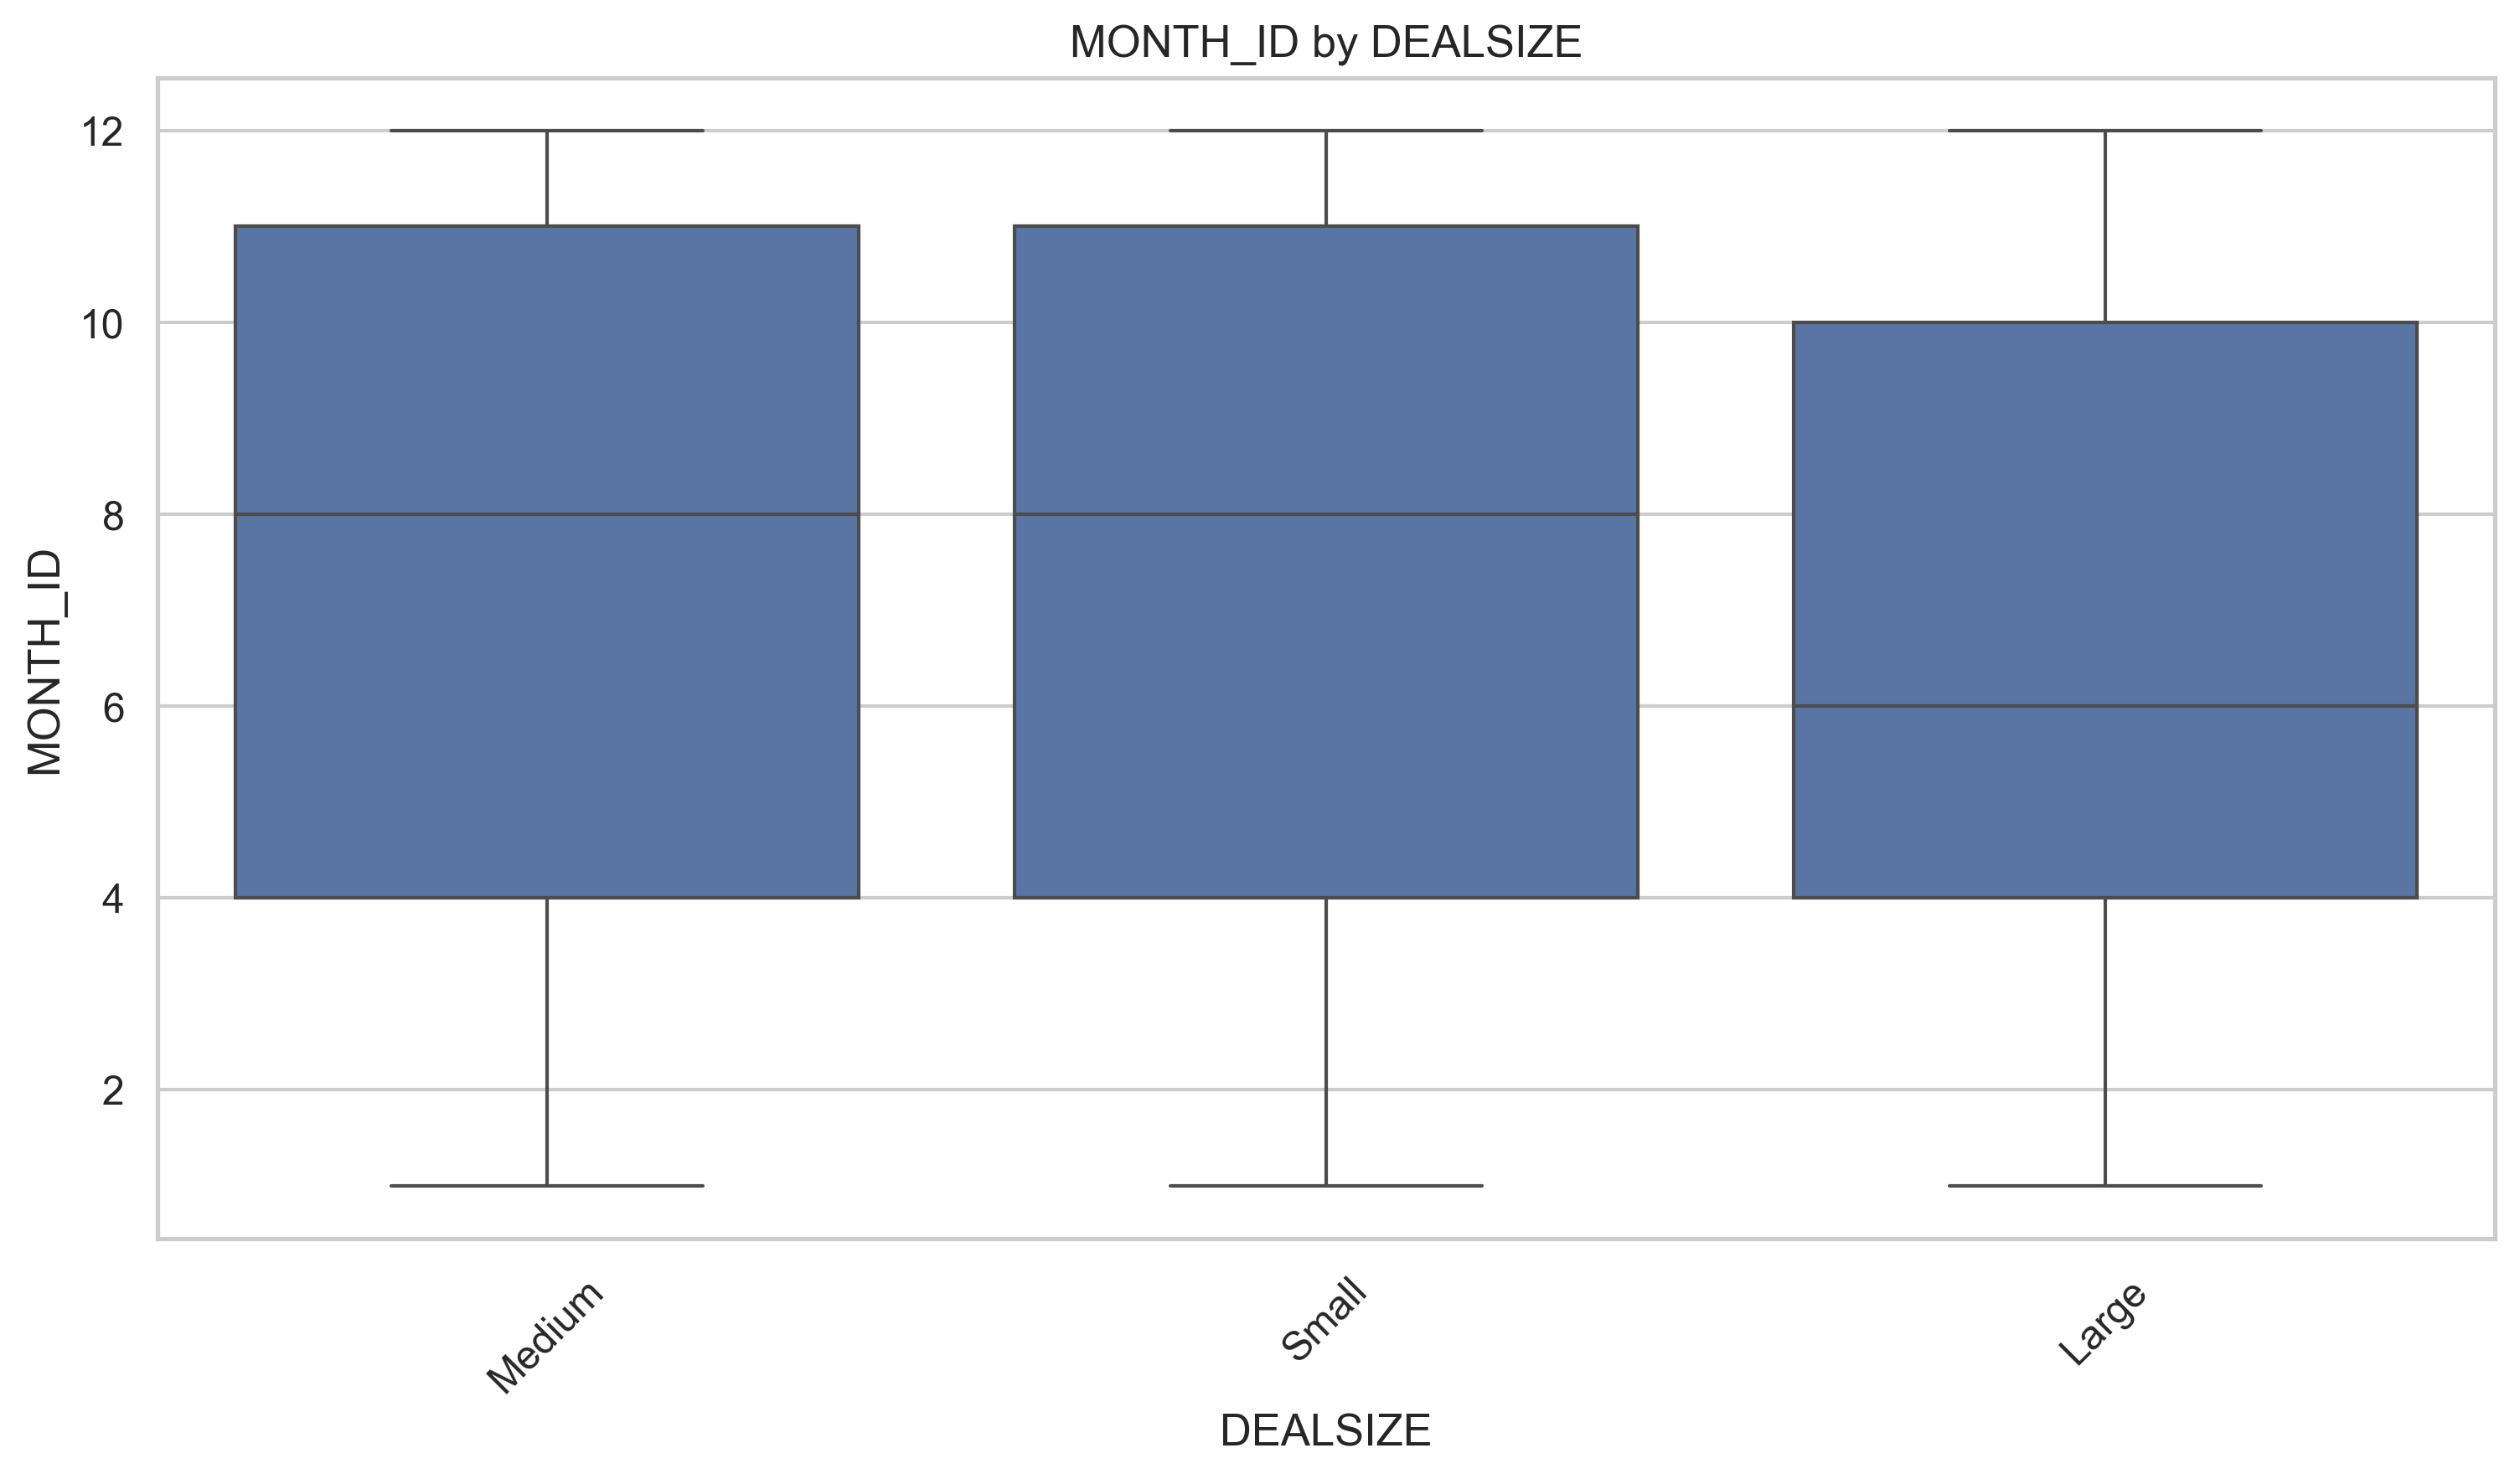 MONTH_ID by DEALSIZE
12
10
8
6
4
2
MONTH_ID
Medium
Small
Large
DEALSIZE